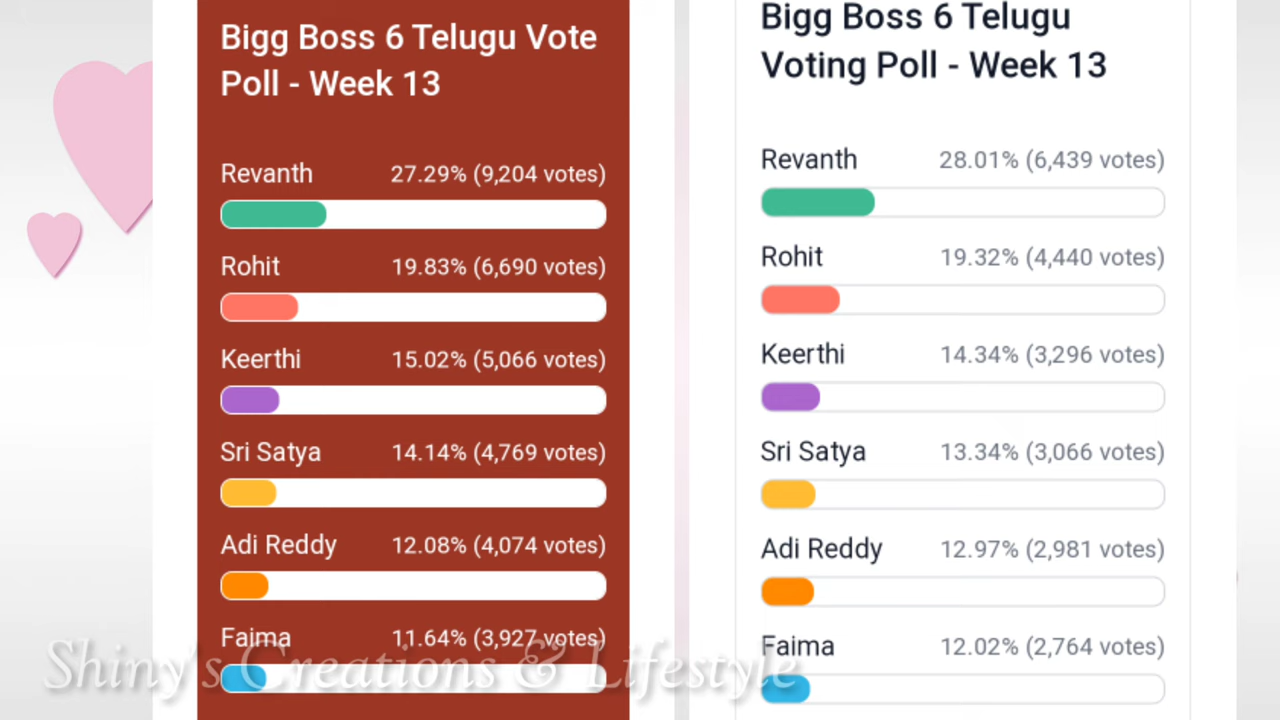 Bigg Boss 6 Telugu Vote
Poll - Week 13
Revanth 27.29% (9,204 votes)
Rohit 19.83% (6,690 votes)
Keerthi 15.02% (5,066 votes)
Sri Satya 14.14% (4,769 votes)
Adi Reddy 12.08% (4,074 votes)
Faima 11.64% (3,927 votes)
Bigg Boss 6 Telugu
Voting Poll - Week 13
Revanth 28.01% (6,439 votes)
Rohit 19.32% (4,440 votes)
Keerthi 14.34% (3,296 votes)
Sri Satya 13.34% (3,066 votes)
Adi Reddy 12.97% (2,981 votes)
Faima 12.02% (2,764 votes)
Shiny's Creations & Lifestyle